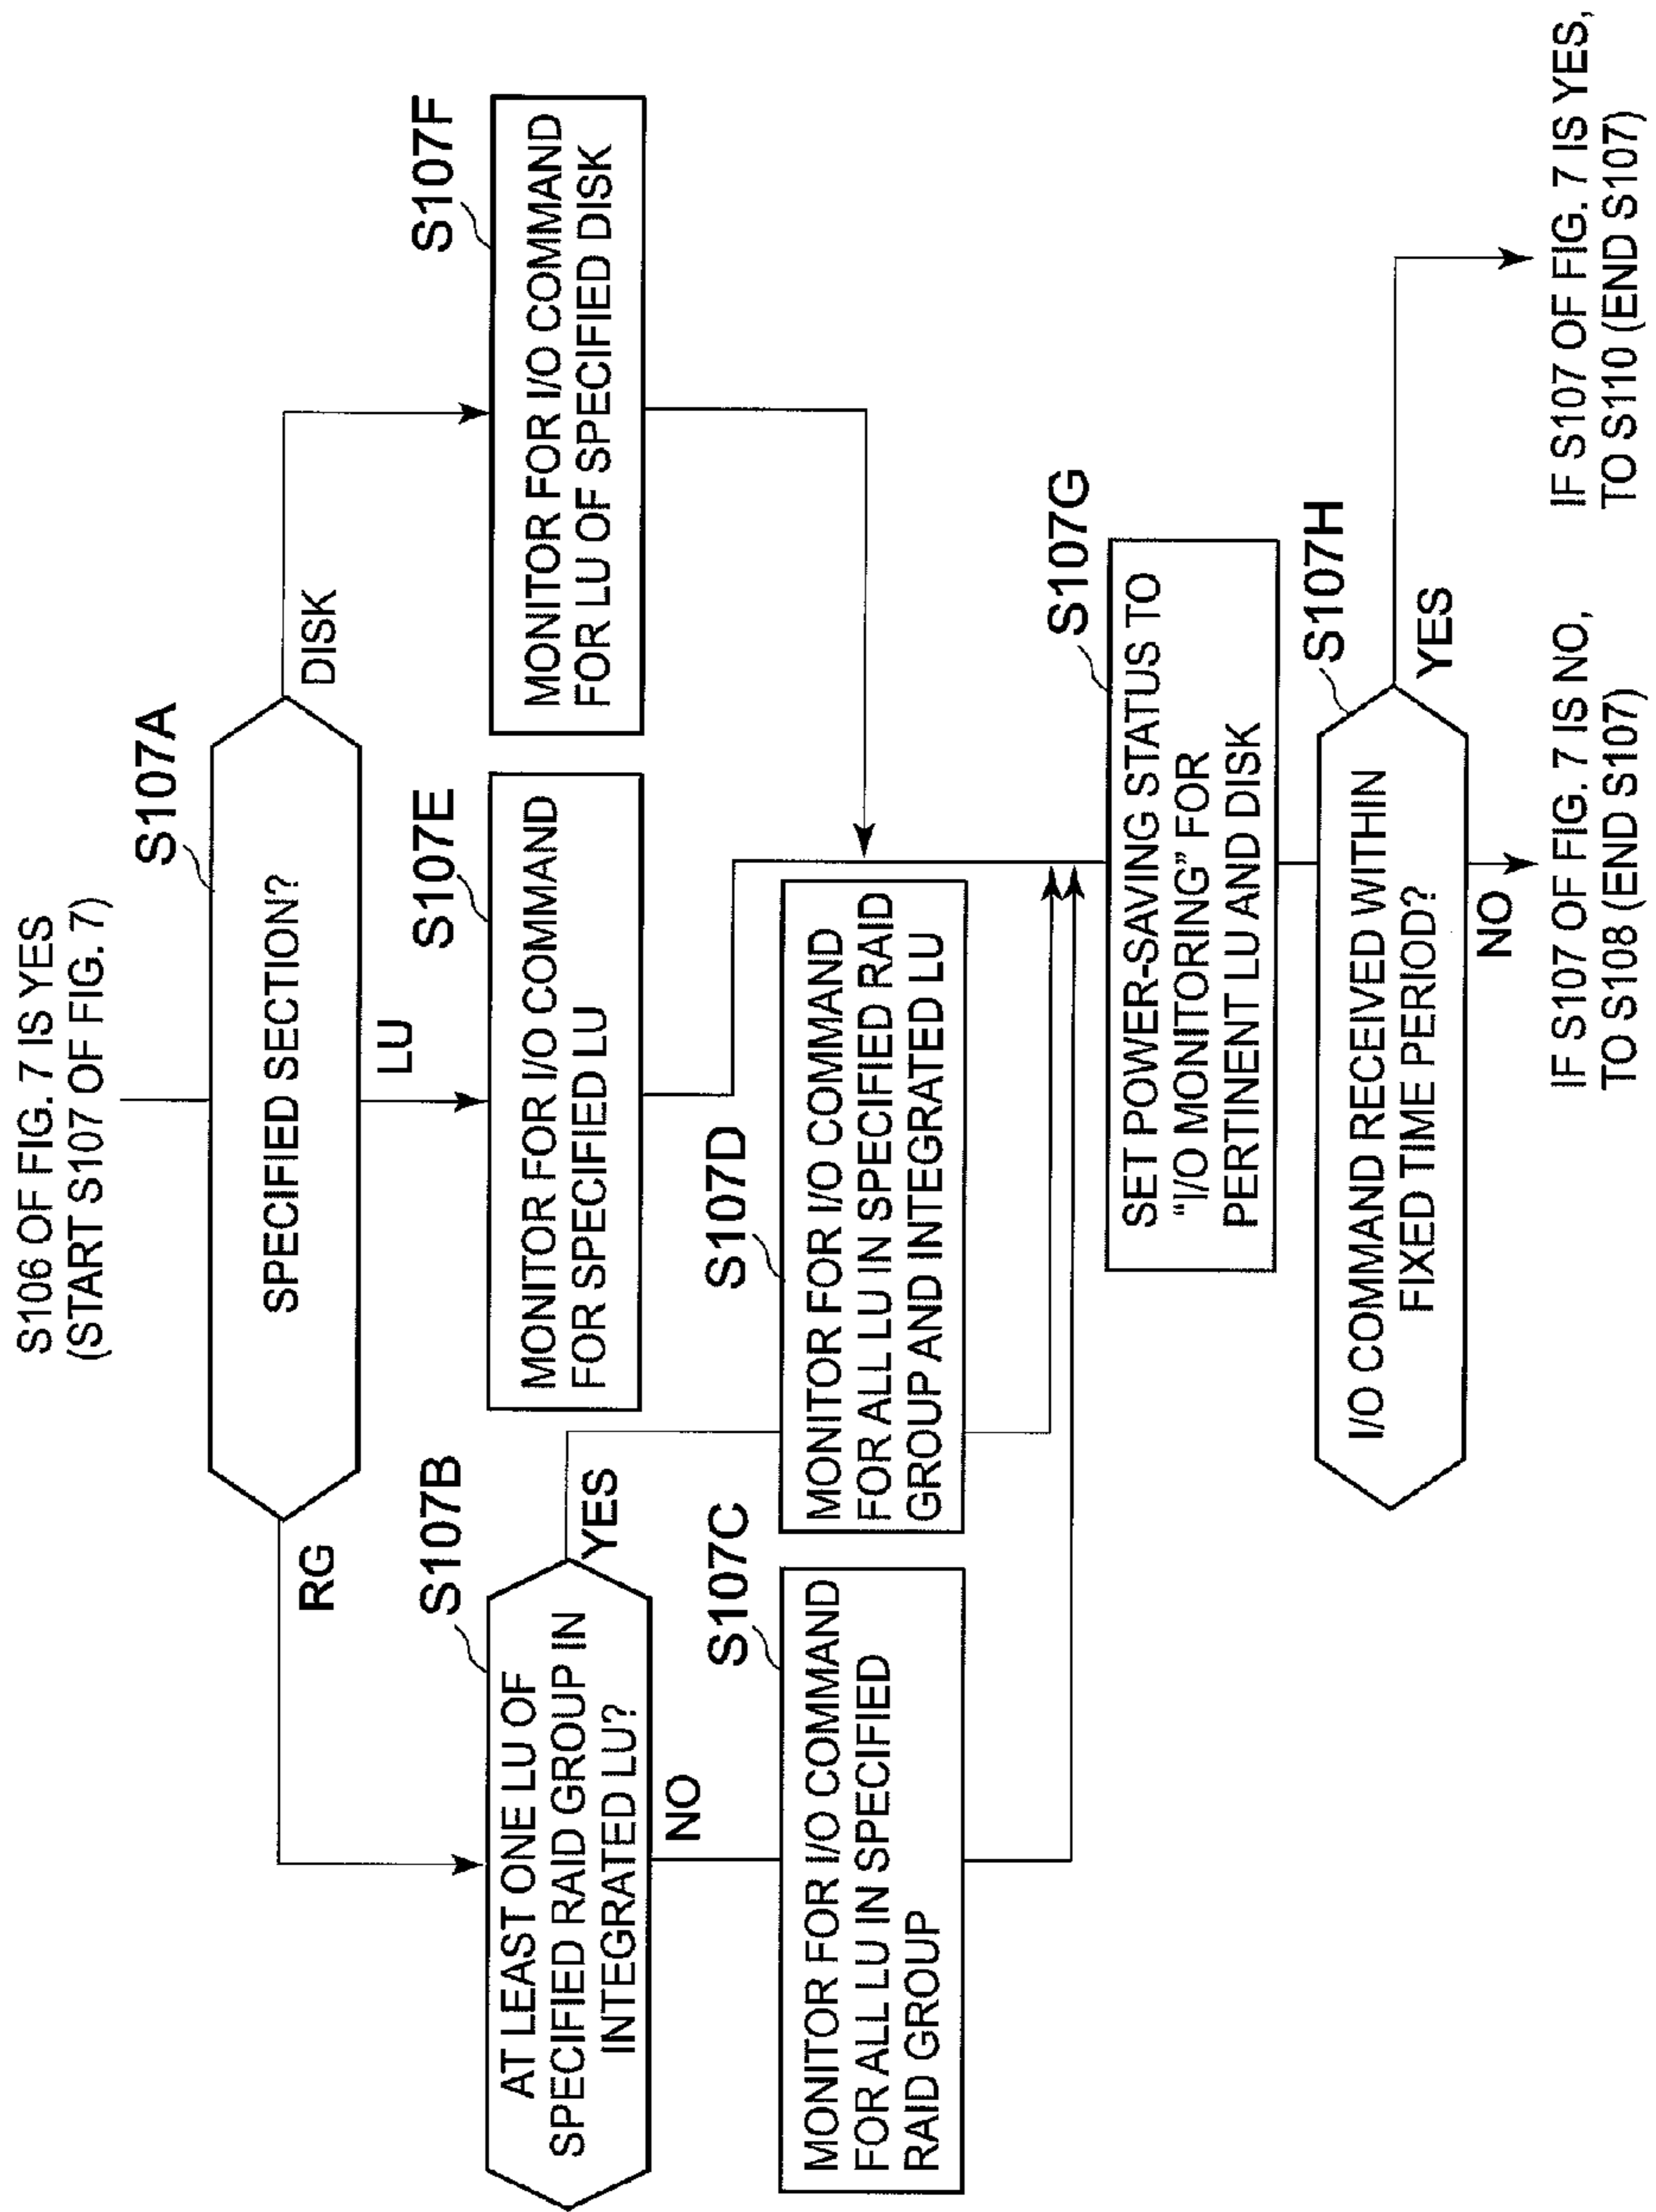 S106 OF FIG. 7 IS YES
(START S107 OF FIG. 7)
S107A
SPECIFIED SECTION?
RG
LU
DISK
S107B
AT LEAST ONE LU OF
SPECIFIED RAID GROUP IN
INTEGRATED LU?
YES
NO
S107E
MONITOR FOR I/O COMMAND
FOR SPECIFIED LU
S107F
MONITOR FOR I/O COMMAND
FOR LU OF SPECIFIED DISK
S107C
MONITOR FOR I/O COMMAND
FOR ALL LU IN SPECIFIED
RAID GROUP
S107D
MONITOR FOR I/O COMMAND
FOR ALL LU IN SPECIFIED RAID
GROUP AND INTEGRATED LU
S107G
SET POWER-SAVING STATUS TO
“I/O MONITORING” FOR
PERTINENT LU AND DISK
S107H
I/O COMMAND RECEIVED WITHIN
FIXED TIME PERIOD?
YES
NO
IF S107 OF FIG. 7 IS NO,
TO S108 (END S107)
IF S107 OF FIG. 7 IS YES,
TO S110 (END S107)